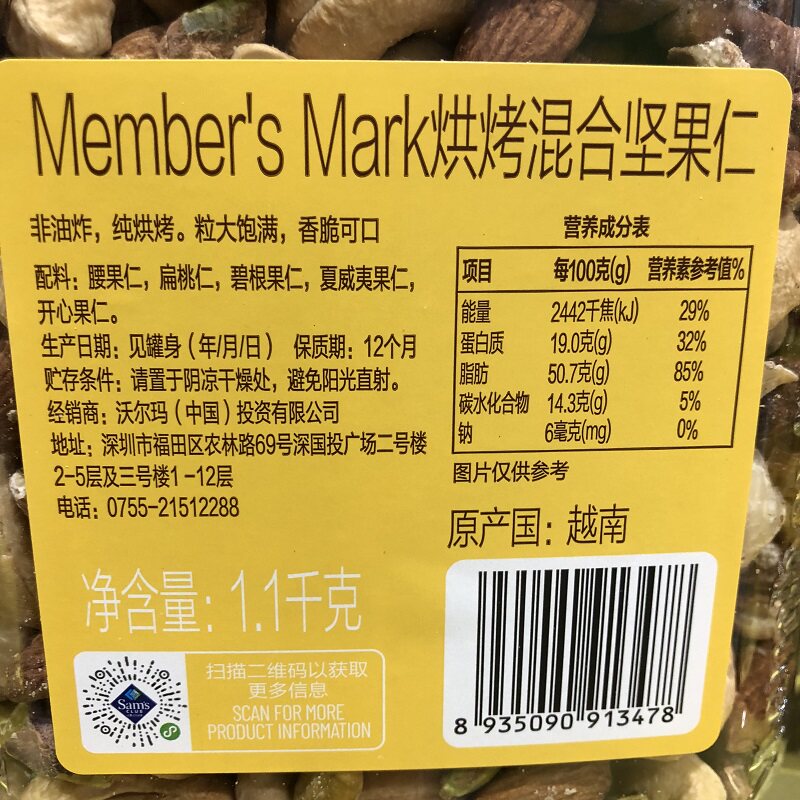 Member's Mark烘烤混合坚果仁
非油炸，纯烘烤。粒大饱满，香脆可口
配料：腰果仁，扁桃仁，碧根果仁，夏威夷果仁，
开心果仁。
生产日期：见罐身（年/月/日） 保质期：12个月
贮存条件：请置于阴凉干燥处，避免阳光直射。
经销商：沃尔玛（中国）投资有限公司
地址：深圳市福田区农林路69号深国投广场二号楼
2-5层及三号楼1-12层
电话：0755-21512288
营养成分表
项目 每100克(g) 营养素参考值%
能量 2442千焦(kJ) 29%
蛋白质 19.0克(g) 32%
脂肪 50.7克(g) 85%
碳水化合物 14.3克(g) 5%
钠 6毫克(mg) 0%
图片仅供参考
原产国：越南
净含量：1.1千克
Sam's
CLUB
扫描二维码以获取
更多信息
SCAN FOR MORE
PRODUCT INFORMATION
8 935090 913478